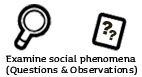 ??
Examine social phenomena
(Questions & Observations)